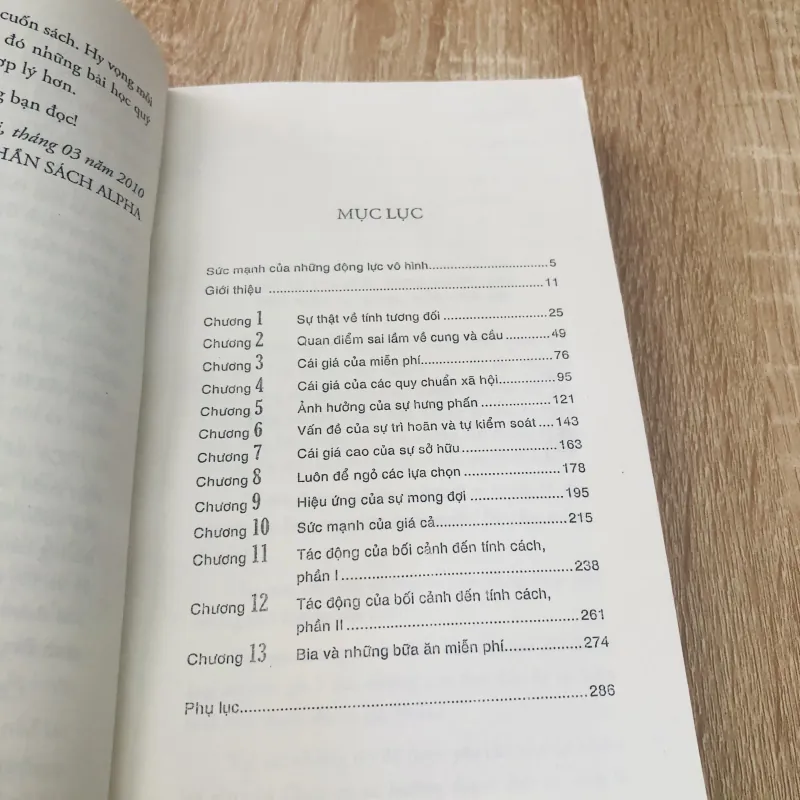 cuốn sách. Hy vọng mỗi
đó những bài học quý
ợp lý hơn.
g bạn đọc!
i, tháng 03 năm 2010
HẦN SÁCH ALPHA
MỤC LỤC
Sức mạnh của những động lực vô hình..................................5
Giới thiệu ..................................................11
Chương 1 Sự thật về tính tương đối ......................25
Chương 2 Quan điểm sai lầm về cung và cầu ...........49
Chương 3 Cái giá của miễn phí.........................76
Chương 4 Cái giá của các quy chuẩn xã hội.............95
Chương 5 Ảnh hưởng của sự hưng phấn ..................121
Chương 6 Vấn đề của sự trì hoãn và tự kiểm soát ....143
Chương 7 Cái giá cao của sự sở hữu ...................163
Chương 8 Luôn để ngỏ các lựa chọn ....................178
Chương 9 Hiệu ứng của sự mong đợi ...................195
Chương 10 Sức mạnh của giá cả........................215
Chương 11 Tác động của bối cảnh đến tính cách,
phần I.......................................238
Chương 12 Tác động của bối cảnh đến tính cách,
phần II ......................................261
Chương 13 Bia và những bữa ăn miễn phí.................274
Phụ lục.............................................................286